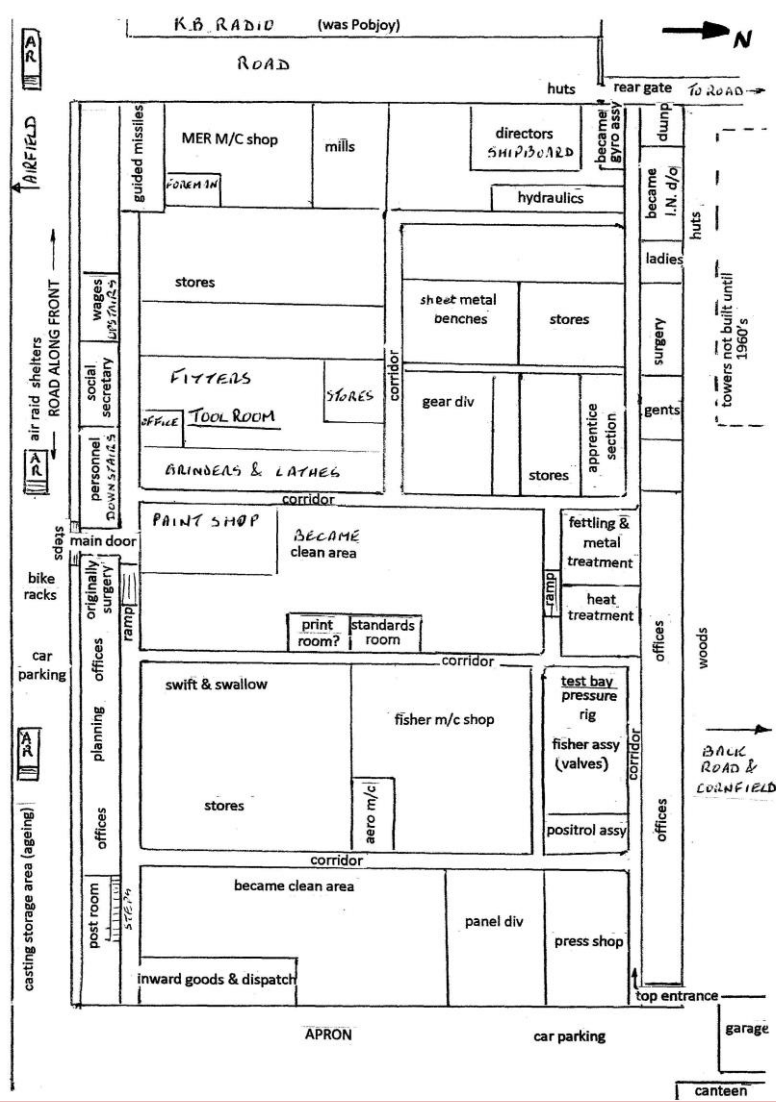 K.B. RADIO (was Pobjoy)
N
ROAD
huts
rear gate
TO ROAD
AR
AIRFIELD
guided missiles
MER M/C shop
FOREMAN
mills
directors
SHIPBOARD
hydraulics
became
gyro assy
dwnp
became
I.N. d/o
huts
ladies
towers not built until
1960's
air raid shelters
ROAD ALONG FRONT
wages
UPSTAIRS
stores
sheet metal
benches
stores
surgery
corridor
social
secretary
FITTERS
STORES
OFFICE
TOOL ROOM
GRINDERS & LATHES
gear div
stores
apprentice
section
gents
AR
personnel
DOWNSTAIRS
corridor
steps
main door
PAINT SHOP
BECAME
clean area
fettling &
metal
treatment
bike
racks
originally
surgery
ramp
ramp
heat
treatment
print
room?
standards
room
car
parking
offices
corridor
offices
woods
swift & swallow
fisher m/c shop
test bay
pressure
rig
fisher assy
(valves)
AR
planning
corridor
BACK
ROAD &
CORNFIELD
stores
aero m/c
positrol assy
offices
offices
casting storage area (ageing)
corridor
became clean area
post room
STEPS
panel div
press shop
inward goods & dispatch
top entrance
APRON
car parking
garage
canteen